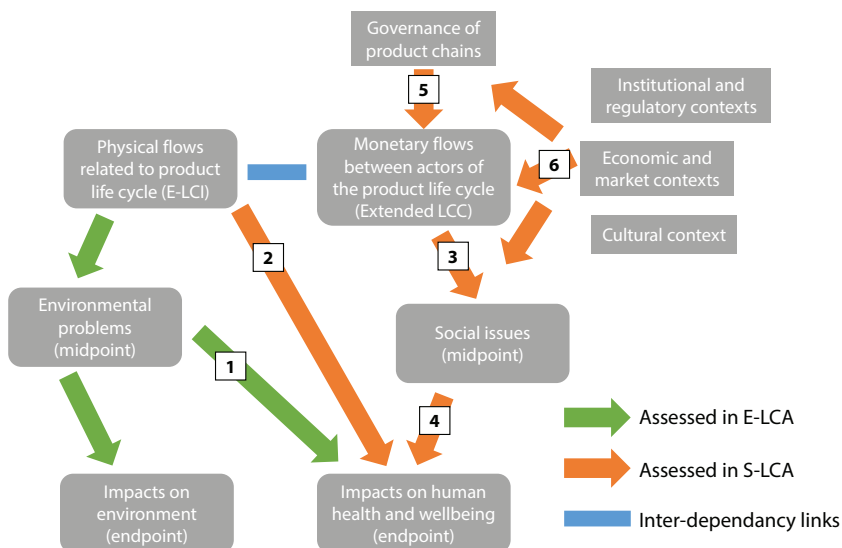 Governance of
product chains
5
Institutional and
regulatory contexts
Physical flows
related to product
life cycle (E-LCI)
Monetary flows
between actors of
the product life cycle
(Extended LCC)
6
Economic and
market contexts
Cultural context
2
3
Environmental
problems
(midpoint)
Social issues
(midpoint)
1
4
Assessed in E-LCA
Assessed in S-LCA
Inter-dependancy links
Impacts on
environment
(endpoint)
Impacts on human
health and wellbeing
(endpoint)